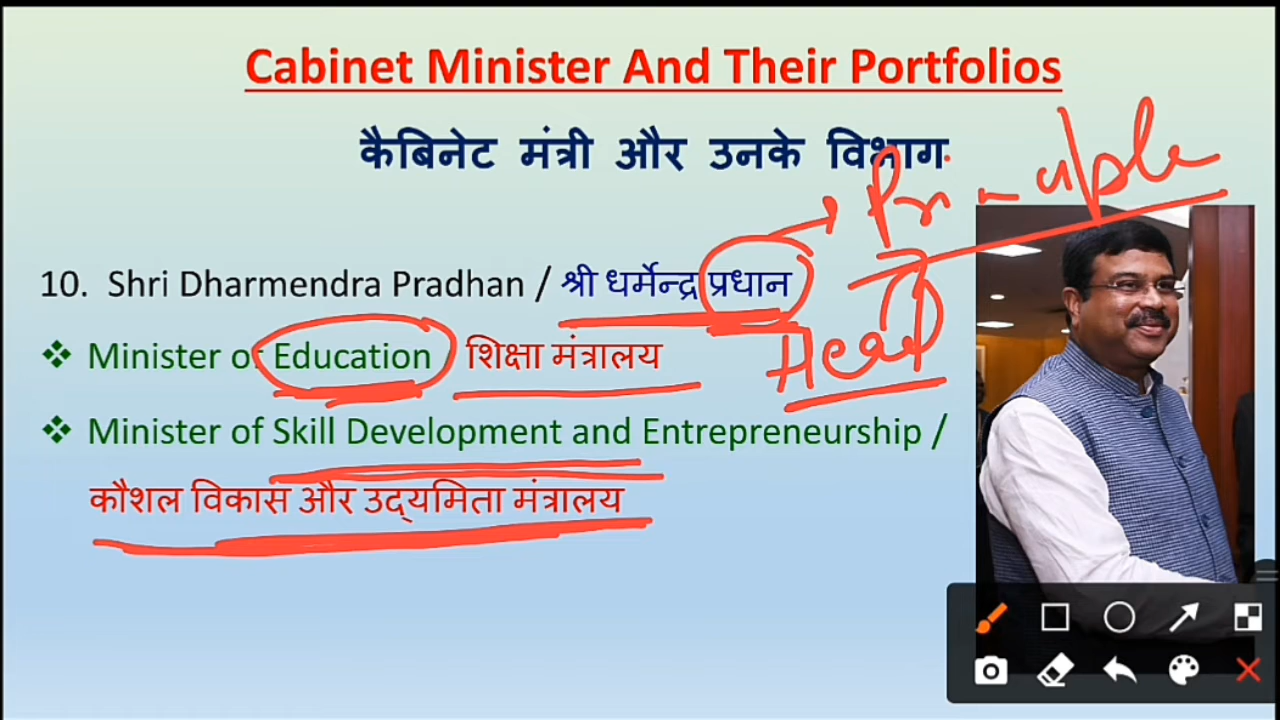 Cabinet Minister And Their Portfolios
कैबिनेट मंत्री और उनके विभाग
10. Shri Dharmendra Pradhan / श्री धर्मेन्द्र प्रधान
❖ Minister of Education / शिक्षा मंत्रालय
❖ Minister of Skill Development and Entrepreneurship /
कौशल विकास और उद्यमिता मंत्रालय
Head